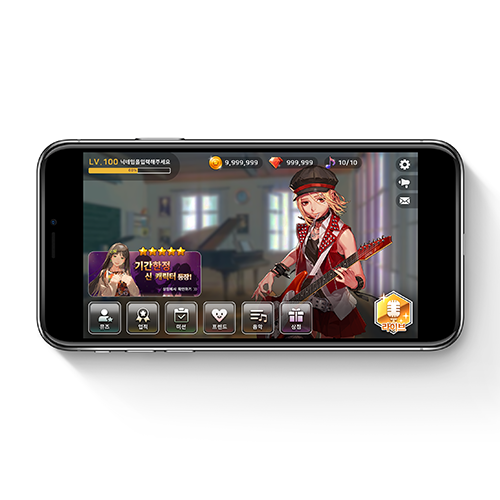 LV.100 닉네임을입력해주세요
9,999,999
999,999
10/10
기간한정
신 캐릭터 등장!
상점에서 확인하기
뮤즈
업적
미션
프렌드
음악
상점
라이브